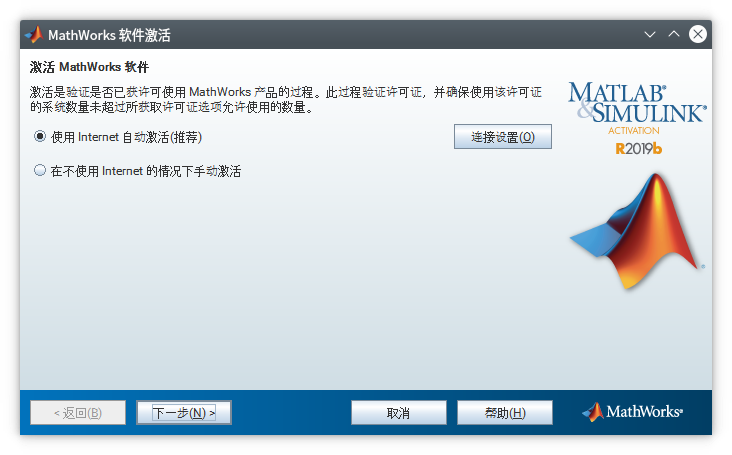 MathWorks 软件激活
激活 MathWorks 软件
激活是验证是否已获许可使用 MathWorks 产品的过程。此过程验证许可证，并确保使用该许可证
的系统数量未超过所获取许可证选项允许使用的数量。
使用 Internet 自动激活(推荐)
连接设置(O)
在不使用 Internet 的情况下手动激活
MATLAB®
&SIMULINK®
ACTIVATION
R2019b
< 返回(B)
下一步(N) >
取消
帮助(H)
MathWorks®